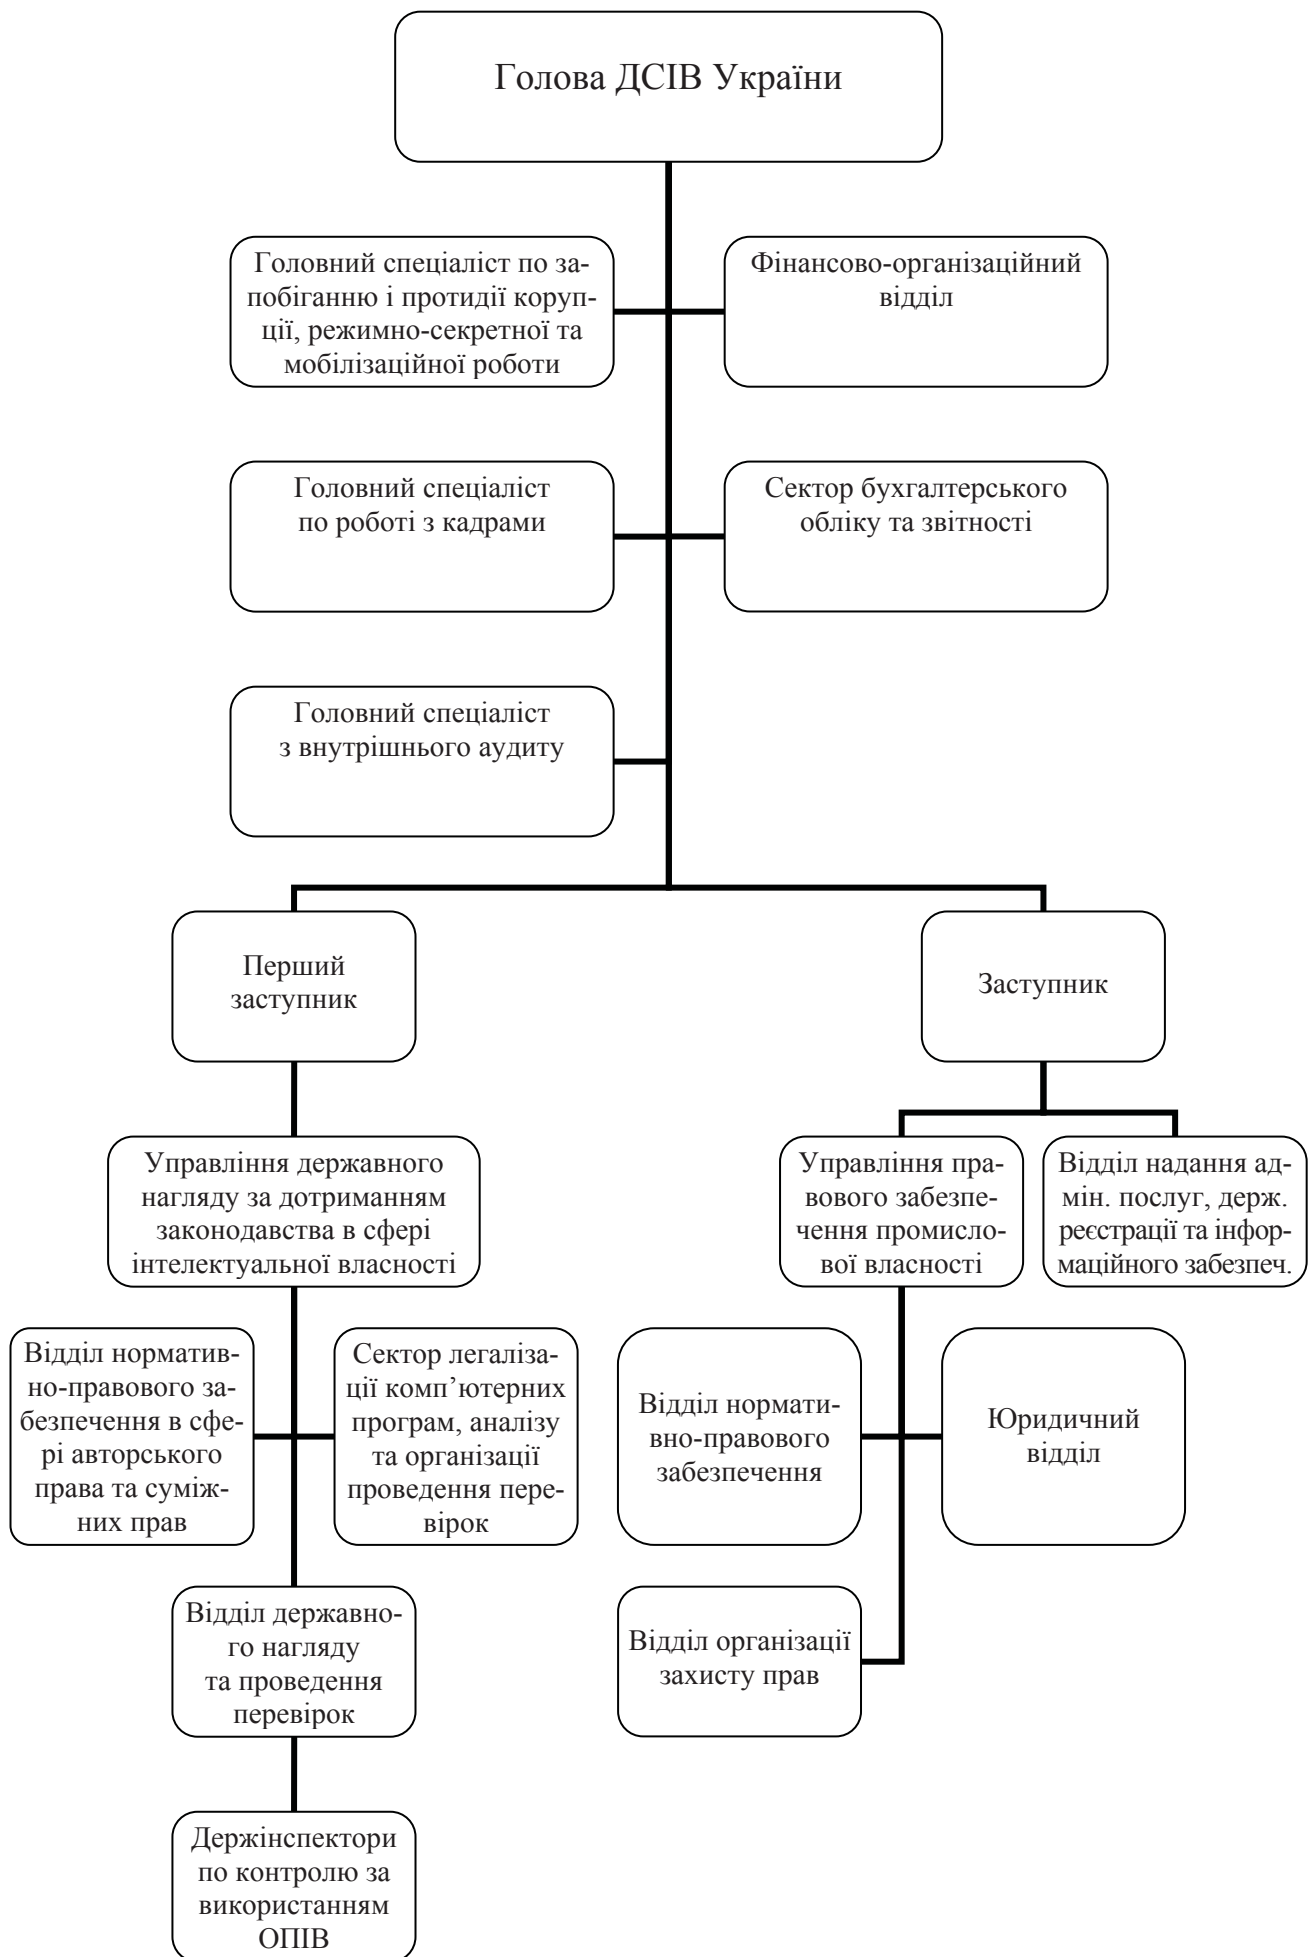 Голова ДСІВ України
Головний спеціаліст по за-
побіганню і протидії коруп-
ції, режимно-секретної та
мобілізаційної роботи
Фінансово-організаційний
відділ
Головний спеціаліст
по роботі з кадрами
Сектор бухгалтерського
обліку та звітності
Головний спеціаліст
з внутрішнього аудиту
Перший
заступник
Заступник
Управління державного
нагляду за дотриманням
законодавства в сфері
інтелектуальної власності
Управління пра-
вового забезпе-
чення промисло-
вої власності
Відділ надання ад-
мін. послуг, держ.
реєстрації та інфор-
маційного забезпеч.
Відділ норматив-
но-правового за-
безпечення в сфе-
рі авторського
права та суміж-
них прав
Сектор легаліза-
ції комп’ютерних
програм, аналізу
та організації
проведення пере-
вірок
Відділ нормати-
вно-правового
забезпечення
Юридичний
відділ
Відділ державно-
го нагляду
та проведення
перевірок
Відділ організації
захисту прав
Держінспектори
по контролю за
використанням
ОПІВ